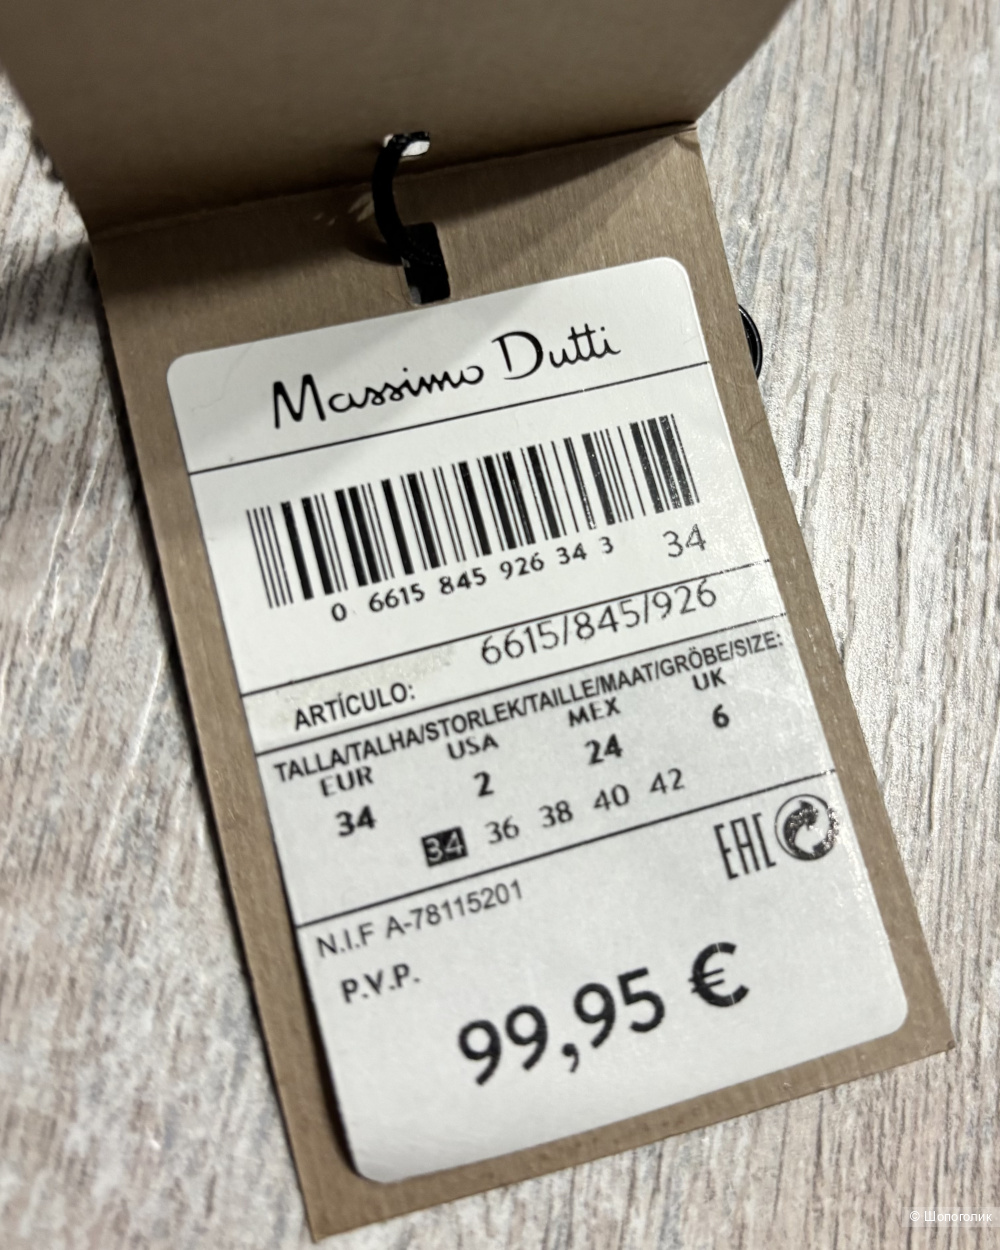 Massimo Dutti
0 6615 845 926 34 3 34
ARTÍCULO: 6615/845/926
TALLA/TALHA/STORLEK/TAILLE/MAAT/GRÖBE/SIZE:
EUR USA MEX UK
34 2 24 6
34 36 38 40 42
EAC
N.I.F A-78115201
P.V.P.
99,95 €
© Шопоголик